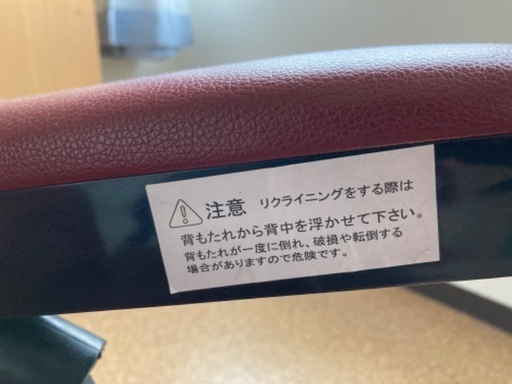 注意 リクライニングをする際は
背もたれから背中を浮かせて下さい。
背もたれが一度に倒れ、破損や転倒する
場合がありますので危険です。